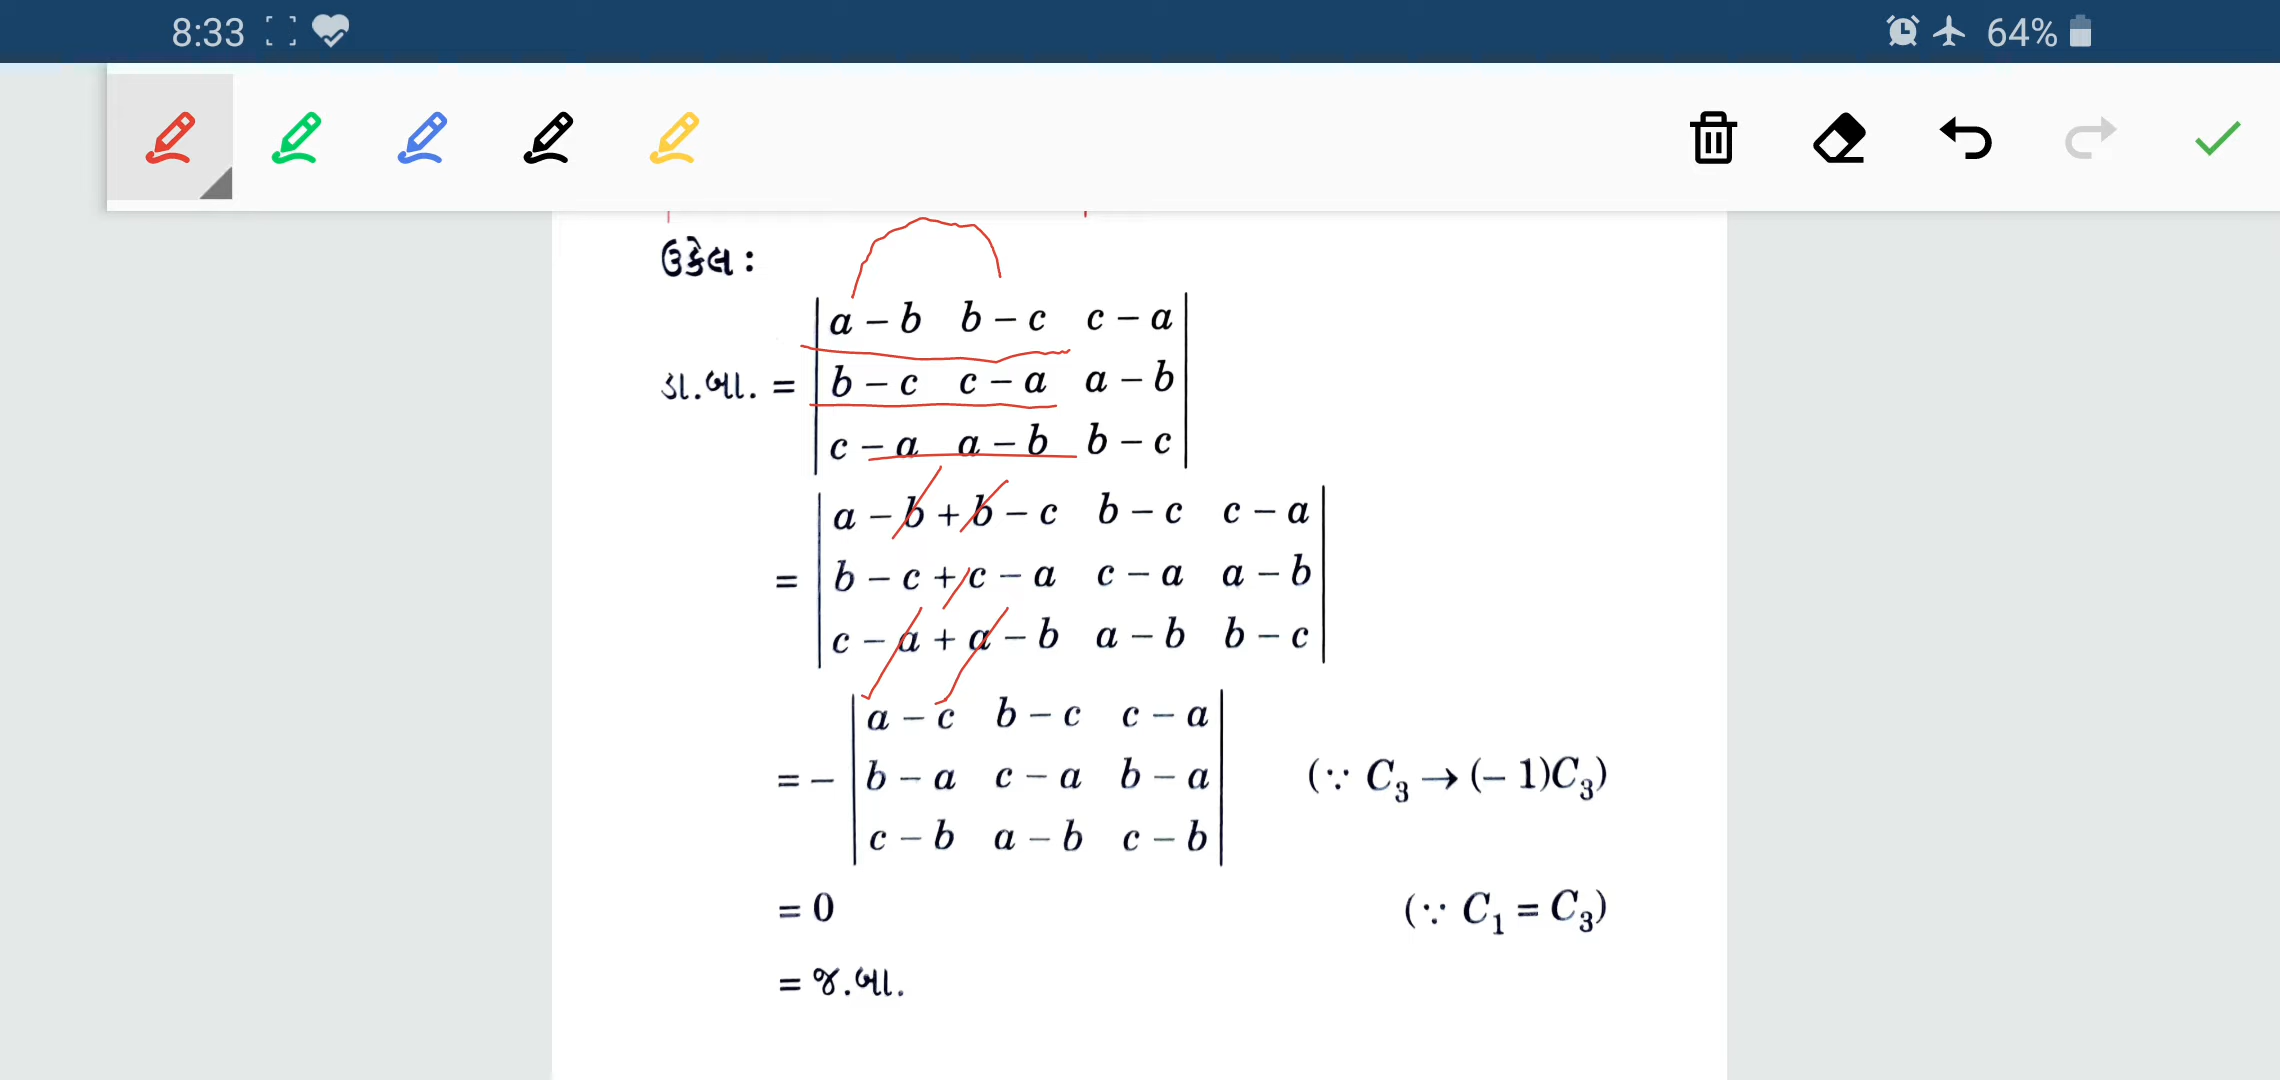 8:33 64%
ઉકેલ :
ડા.બા. = | a – b b – c c – a |
| b – c c – a a – b |
| c – a a – b b – c |
= | a – b + b – c b – c c – a |
| b – c + c – a c – a a – b |
| c – a + a – b a – b b – c |
= – | a – c b – c c – a |
| b – a c – a b – a | (∵ C₃ → (– 1)C₃)
| c – b a – b c – b |
= 0 (∵ C₁ = C₃)
= જ.બા.